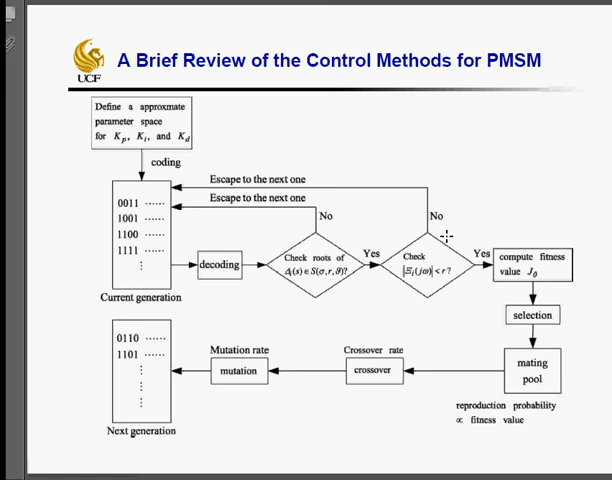 A Brief Review of the Control Methods for PMSM
UCF
Define a approxmate
parameter space
for Kp, Ki, and Kd
coding
Escape to the next one
Escape to the next one
No
No
0011 ······
1001 ······
1100 ······
1111 ······
⋮
Current generation
decoding
Check roots of
Δi(s)∈S(σ,r,ϑ)?
Yes
Check
|Ξi(jω)|<r?
Yes
compute fitness
value J0
selection
mating
pool
reproduction probability
∝ fitness value
Crossover rate
crossover
Mutation rate
mutation
0110 ······
1101 ······
⋮
⋮
⋮
Next generation